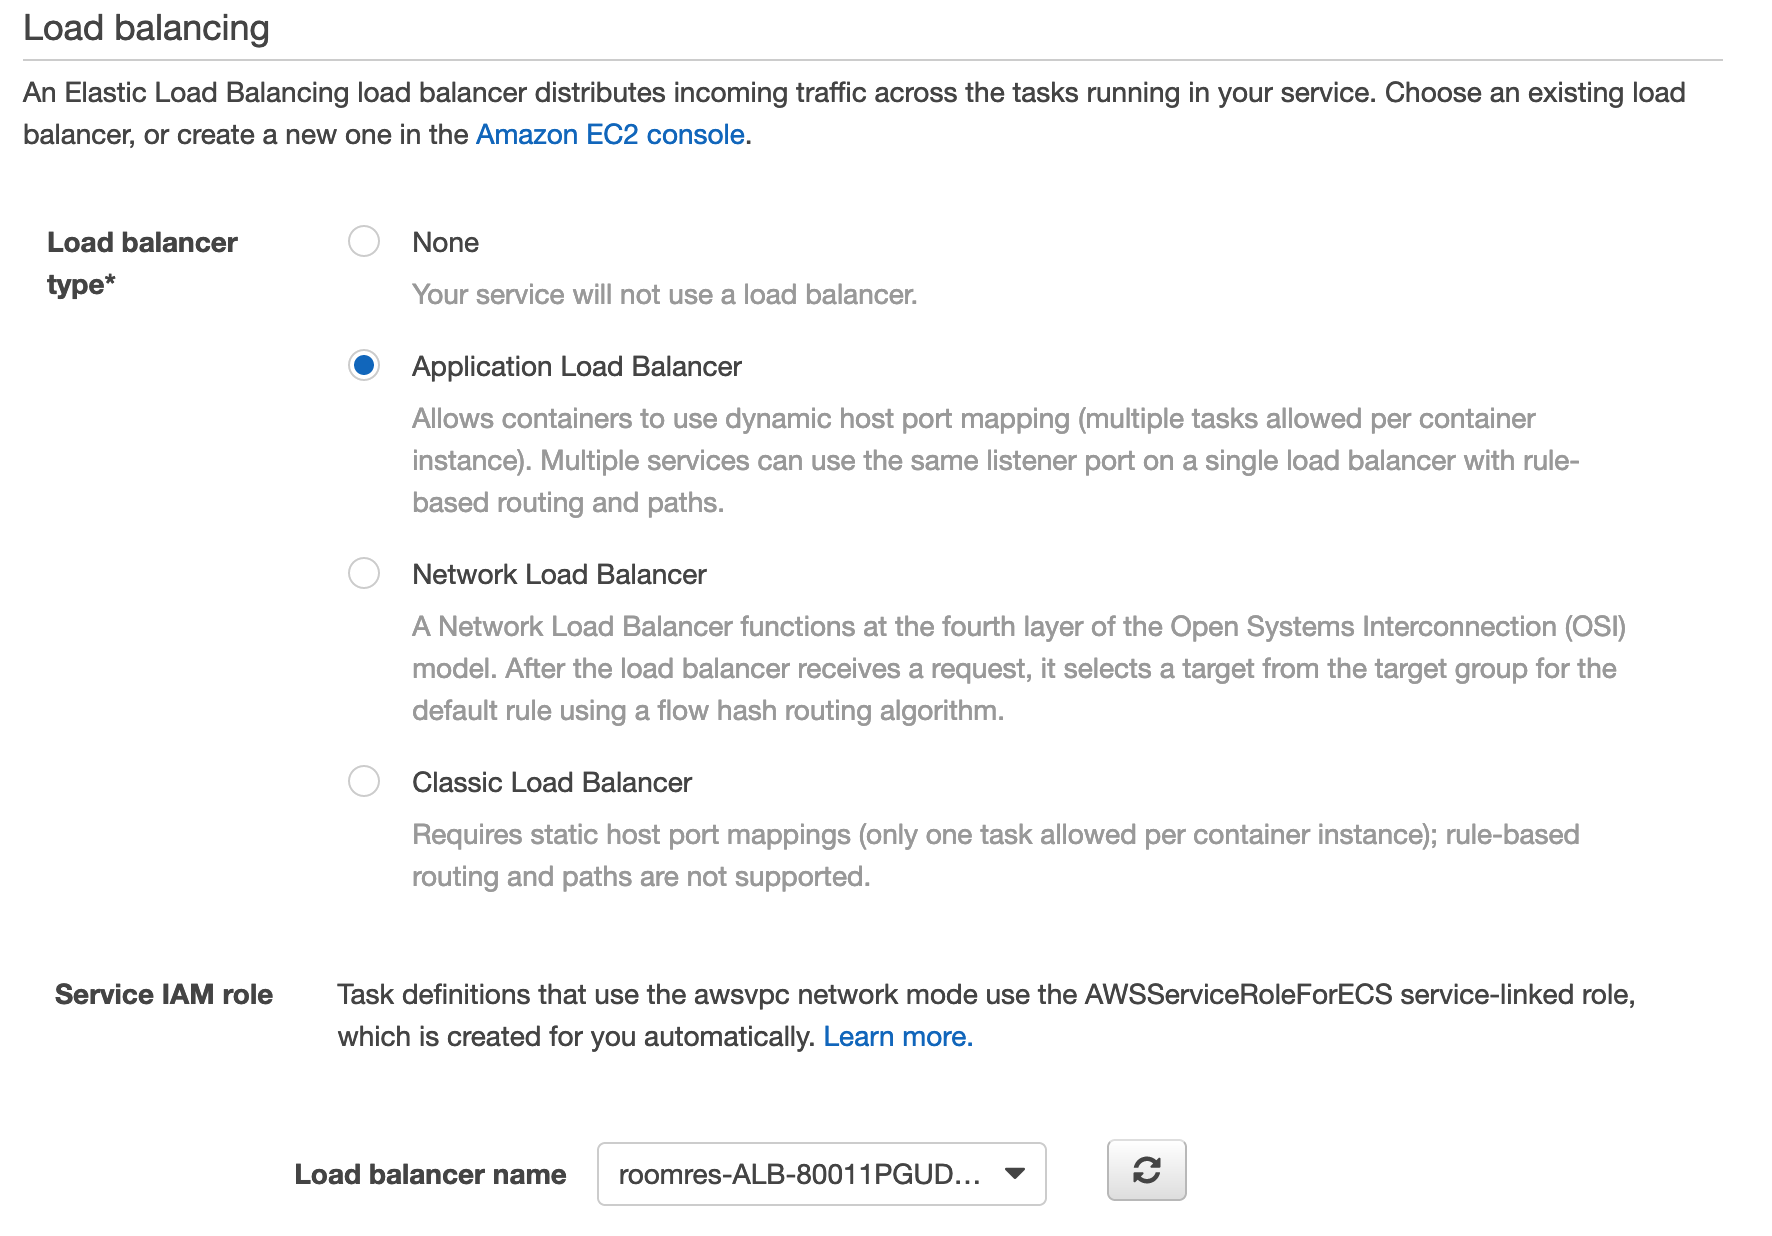 Load balancing
An Elastic Load Balancing load balancer distributes incoming traffic across the tasks running in your service. Choose an existing load
balancer, or create a new one in the Amazon EC2 console.
Load balancer
type*
None
Your service will not use a load balancer.
Application Load Balancer
Allows containers to use dynamic host port mapping (multiple tasks allowed per container
instance). Multiple services can use the same listener port on a single load balancer with rule-
based routing and paths.
Network Load Balancer
A Network Load Balancer functions at the fourth layer of the Open Systems Interconnection (OSI)
model. After the load balancer receives a request, it selects a target from the target group for the
default rule using a flow hash routing algorithm.
Classic Load Balancer
Requires static host port mappings (only one task allowed per container instance); rule-based
routing and paths are not supported.
Service IAM role
Task definitions that use the awsvpc network mode use the AWSServiceRoleForECS service-linked role,
which is created for you automatically. Learn more.
Load balancer name
roomres-ALB-80011PGUD...